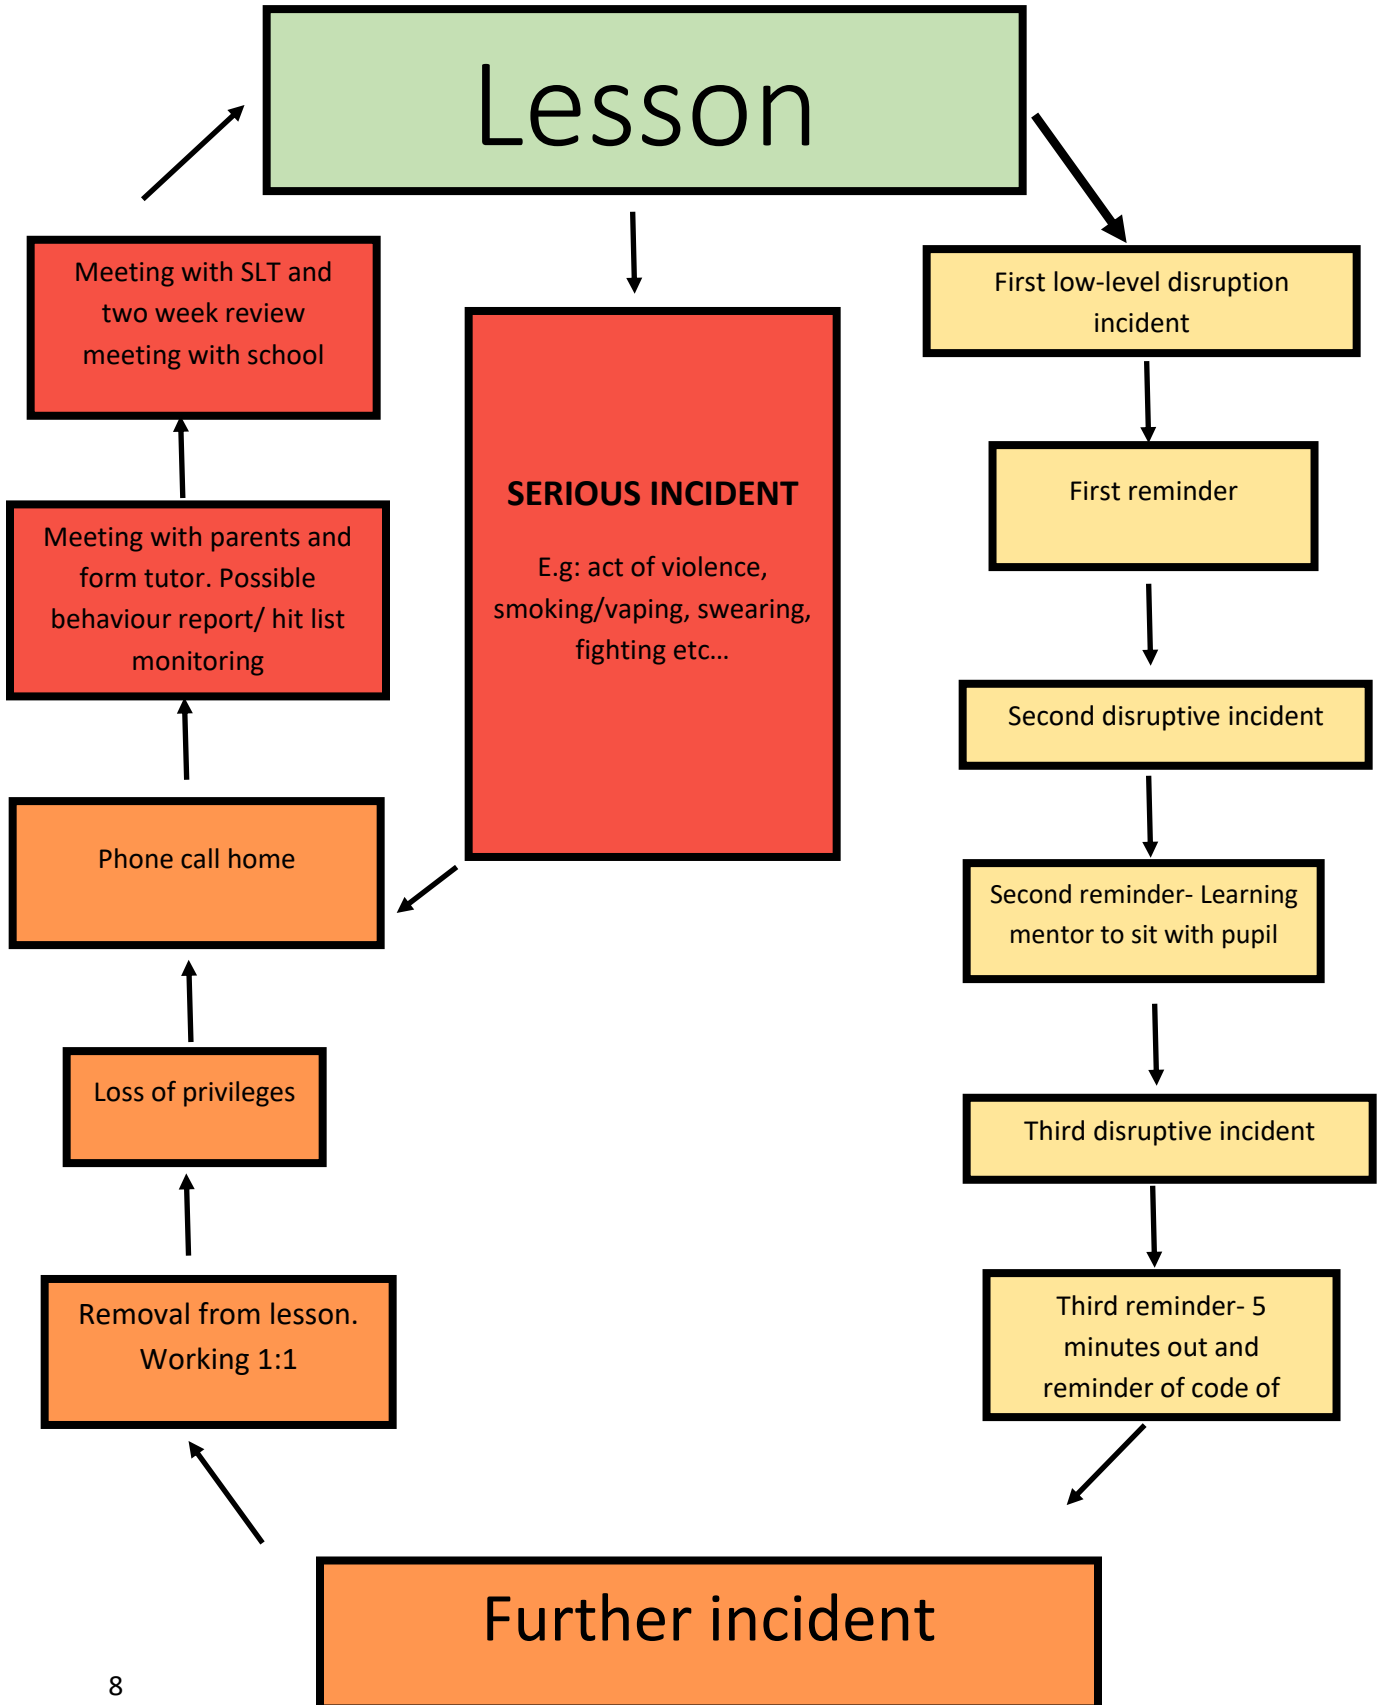 Lesson
First low-level disruption
incident
First reminder
Second disruptive incident
Second reminder- Learning
mentor to sit with pupil
Third disruptive incident
Third reminder- 5
minutes out and
reminder of code of
Further incident
Removal from lesson.
Working 1:1
Loss of privileges
Phone call home
Meeting with parents and
form tutor. Possible
behaviour report/ hit list
monitoring
Meeting with SLT and
two week review
meeting with school
SERIOUS INCIDENT
E.g: act of violence,
smoking/vaping, swearing,
fighting etc…
8